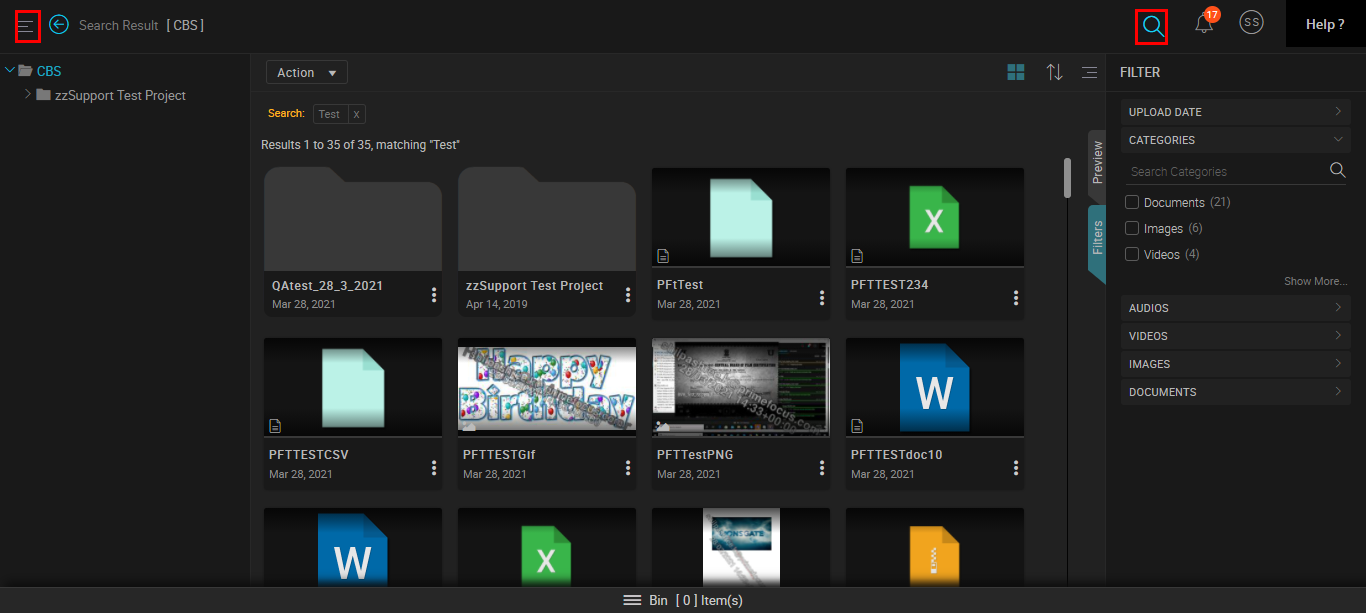 Search Result [ CBS ]
17
SS
Help ?
CBS
zzSupport Test Project
Action
Search: Test X
Results 1 to 35 of 35, matching "Test"
QAtest_28_3_2021
Mar 28, 2021
zzSupport Test Project
Apr 14, 2019
PFtTest
Mar 28, 2021
X
PFTTEST234
Mar 28, 2021
PFTTESTCSV
Mar 28, 2021
Happy
Birthday
PFTTESTGif
Mar 28, 2021
PFTTestPNG
Mar 28, 2021
W
PFTTESTdoc10
Mar 28, 2021
W
X
LIONSGATE
Preview
Filters
FILTER
UPLOAD DATE
CATEGORIES
Search Categories
Documents (21)
Images (6)
Videos (4)
Show More...
AUDIOS
VIDEOS
IMAGES
DOCUMENTS
Bin [ 0 ] Item(s)